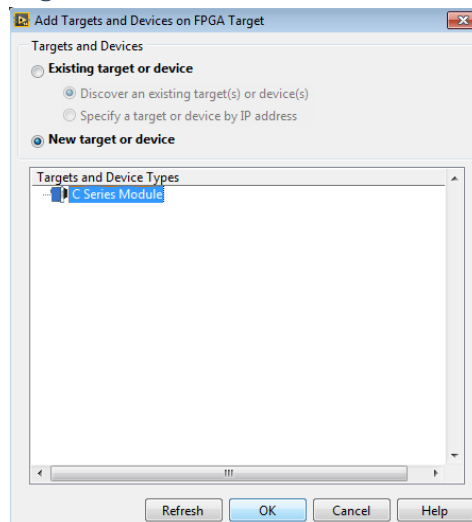 Add Targets and Devices on FPGA Target
Targets and Devices
Existing target or device
Discover an existing target(s) or device(s)
Specify a target or device by IP address
New target or device
Targets and Device Types
C Series Module
Refresh OK Cancel Help